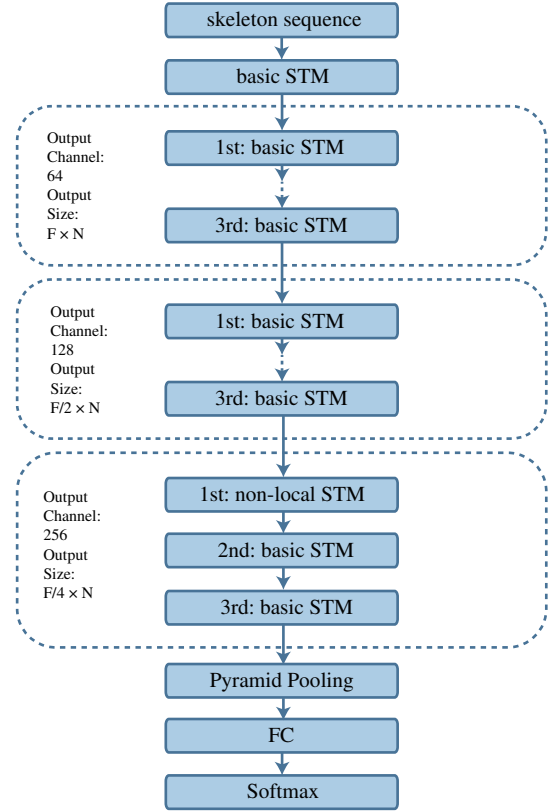 skeleton sequence
basic STM
Output
Channel:
64
Output
Size:
F × N
1st: basic STM
3rd: basic STM
Output
Channel:
128
Output
Size:
F/2 × N
1st: basic STM
3rd: basic STM
Output
Channel:
256
Output
Size:
F/4 × N
1st: non-local STM
2nd: basic STM
3rd: basic STM
Pyramid Pooling
FC
Softmax